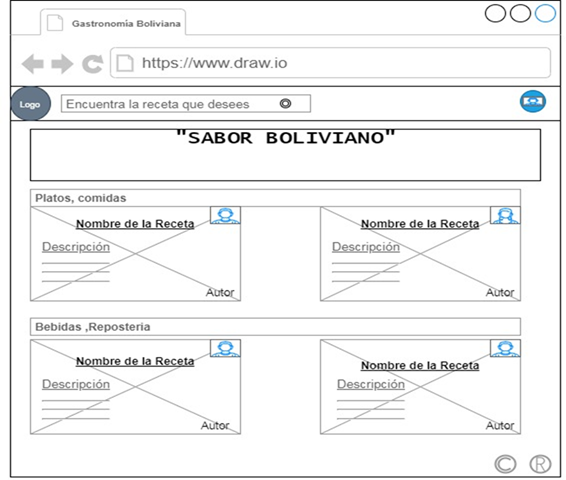 Gastronomía Boliviana
https://www.draw.io
Logo
Encuentra la receta que desees
"SABOR BOLIVIANO"
Platos, comidas
Nombre de la Receta
Descripción
Autor
Nombre de la Receta
Descripción
Autor
Bebidas ,Reposteria
Nombre de la Receta
Descripción
Autor
Nombre de la Receta
Descripción
Autor
© ®